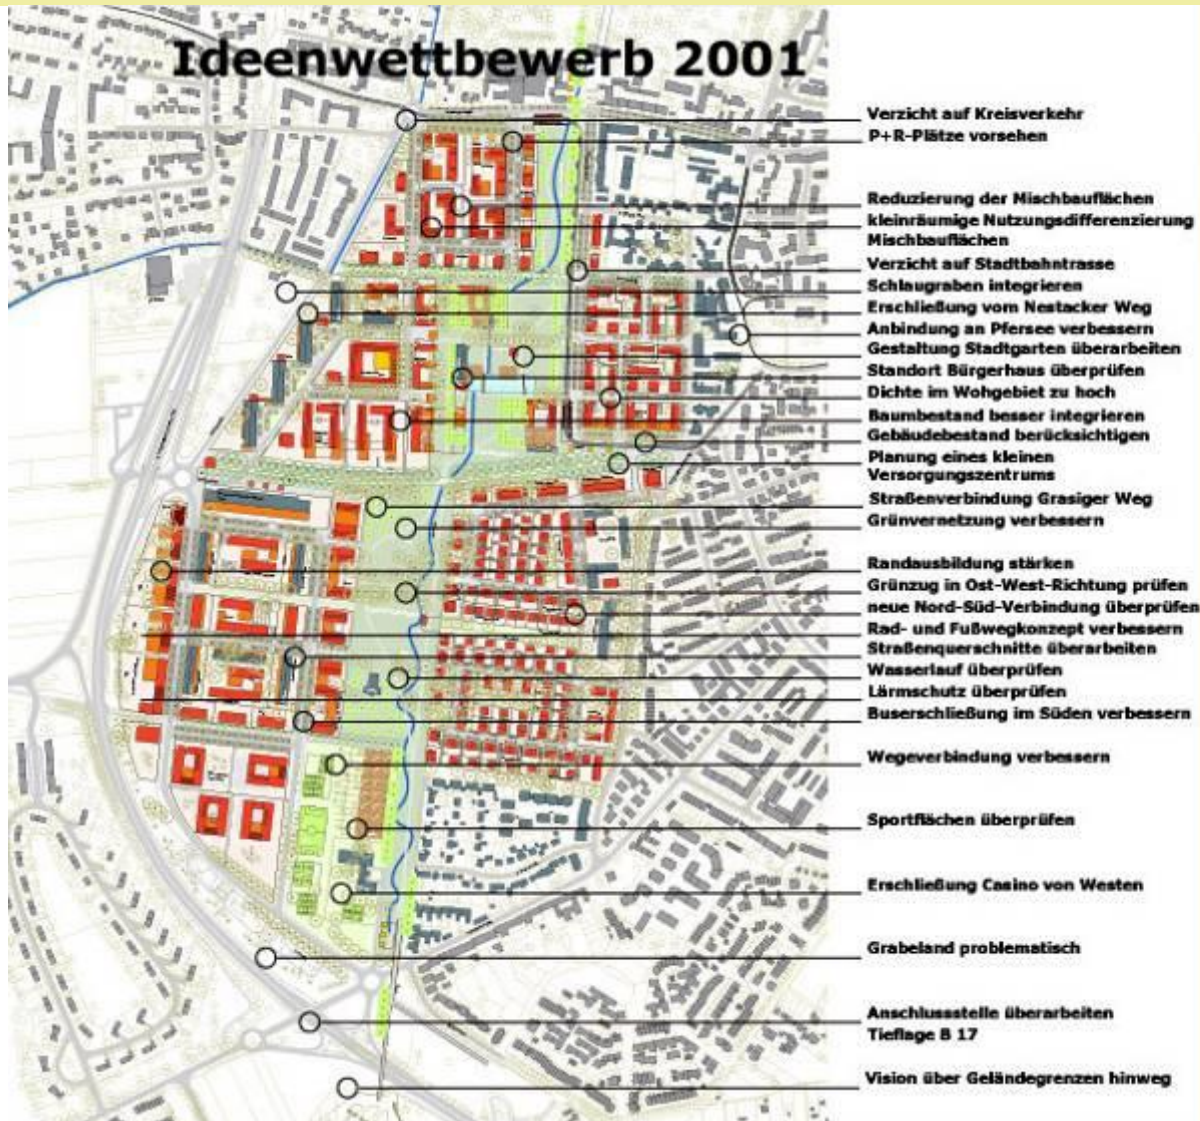 Ideenwettbewerb 2001
Verzicht auf Kreisverkehr
P+R-Plätze vorsehen
Reduzierung der Mischbauflächen
kleinräumige Nutzungsdifferenzierung
Mischbauflächen
Verzicht auf Stadtbahntrasse
Schlaugraben integrieren
Erschließung vom Nestacker Weg
Anbindung an Pfersee verbessern
Gestaltung Stadtgarten überarbeiten
Standort Bürgerhaus überprüfen
Dichte im Wohgebiet zu hoch
Baumbestand besser integrieren
Gebäudebestand berücksichtigen
Planung eines kleinen
Versorgungszentrums
Straßenverbindung Grasiger Weg
Grünvernetzung verbessern
Randausbildung stärken
Grünzug in Ost-West-Richtung prüfen
neue Nord-Süd-Verbindung überprüfen
Rad- und Fußwegkonzept verbessern
Straßenquerschnitte überarbeiten
Wasserlauf überprüfen
Lärmschutz überprüfen
Buserschließung im Süden verbessern
Wegeverbindung verbessern
Sportflächen überprüfen
Erschließung Casino von Westen
Grabeland problematisch
Anschlussstelle überarbeiten
Tieflage B 17
Vision über Geländegrenzen hinweg